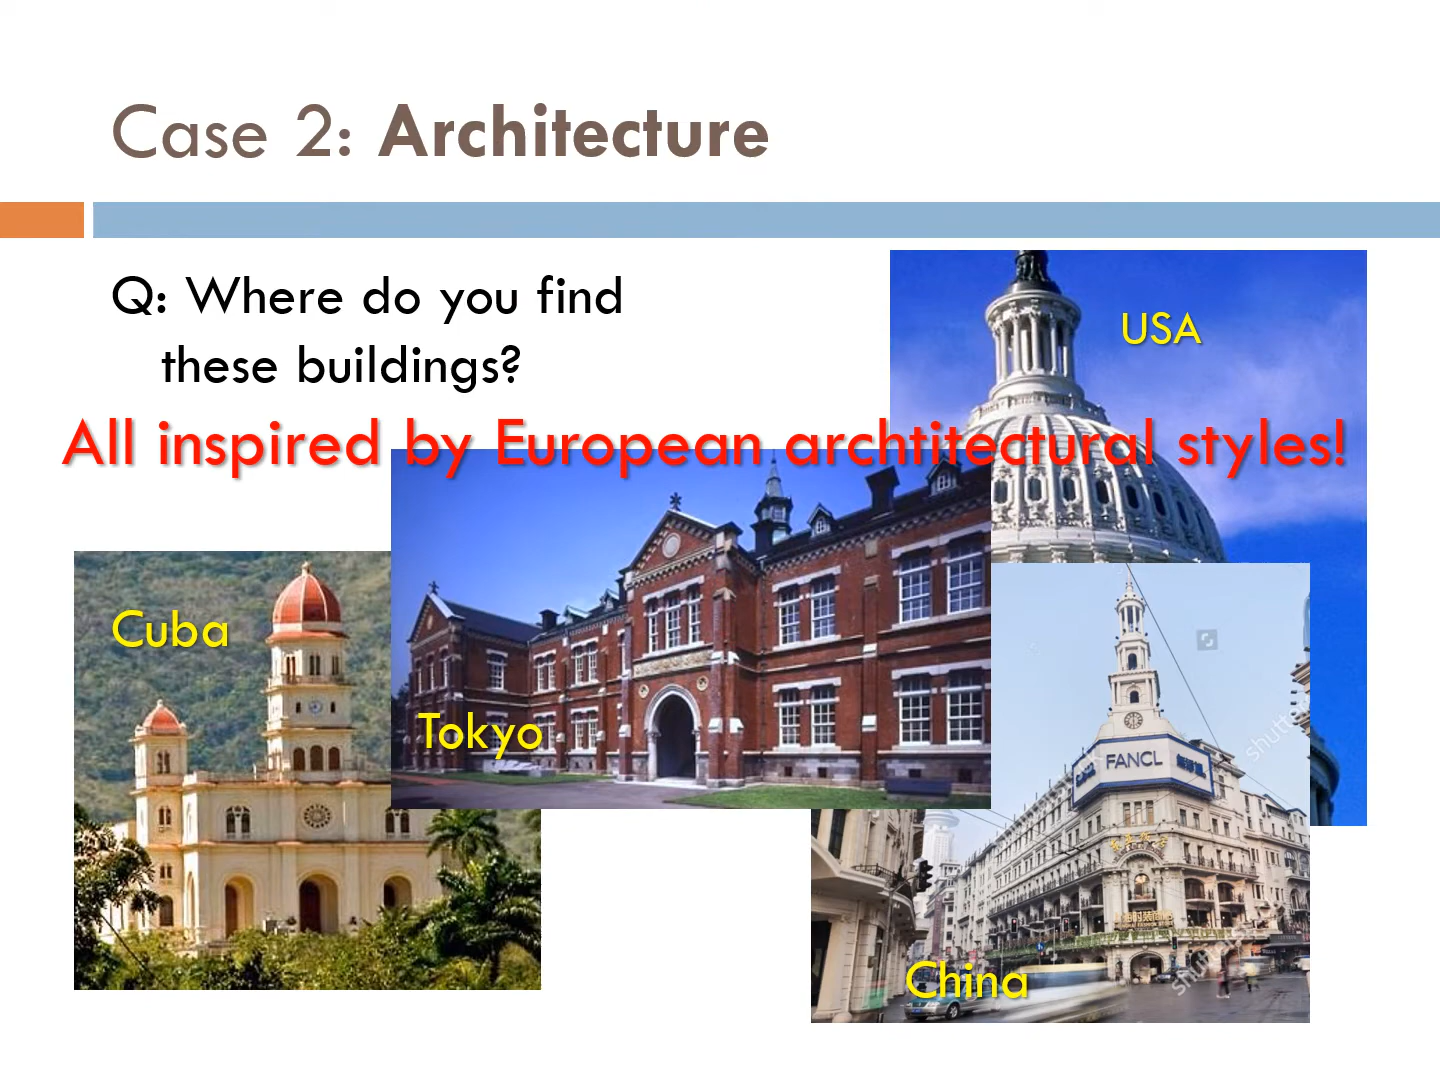 Case 2: Architecture
Q: Where do you find
these buildings?
USA
All inspired by European archtitectural styles!
Cuba
Tokyo
FANCL
China